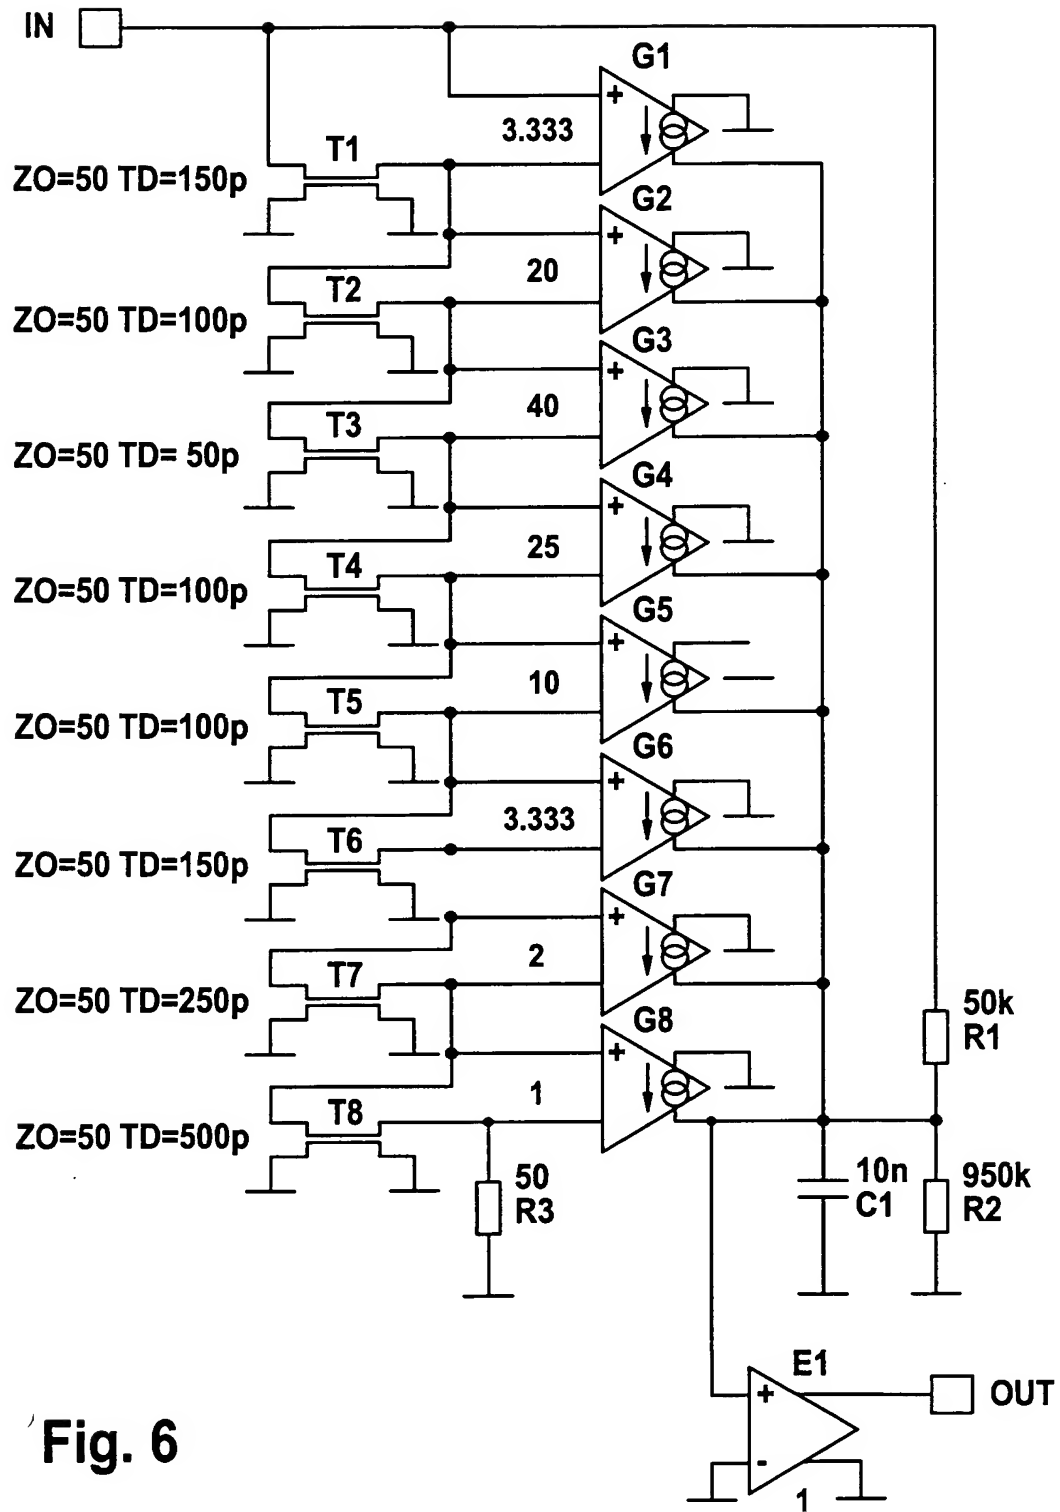 IN
G1
+
3.333
T1
ZO=50 TD=150p
G2
+
20
T2
ZO=50 TD=100p
G3
+
40
T3
ZO=50 TD= 50p
G4
+
25
T4
ZO=50 TD=100p
G5
+
10
T5
ZO=50 TD=100p
G6
+
3.333
T6
ZO=50 TD=150p
G7
+
2
T7
ZO=50 TD=250p
G8
+
1
T8
ZO=50 TD=500p
50k
R1
50
R3
10n
C1
950k
R2
E1
+
-
1
OUT
Fig. 6